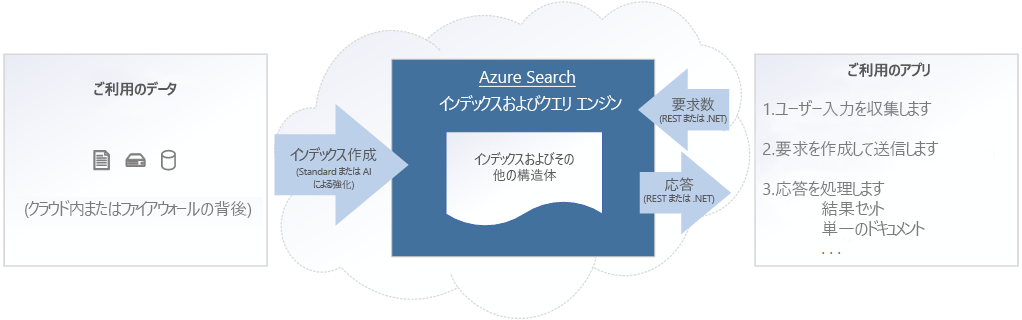 ご利用のデータ
(クラウド内またはファイアウォールの背後)
インデックス作成
(Standard または AI
による強化)
Azure Search
インデックスおよびクエリ エンジン
インデックスおよびその
他の構造体
要求数
(REST または .NET)
応答
(REST または .NET)
ご利用のアプリ
1.ユーザー入力を収集します
2.要求を作成して送信します
3.応答を処理します
結果セット
単一のドキュメント
. . .